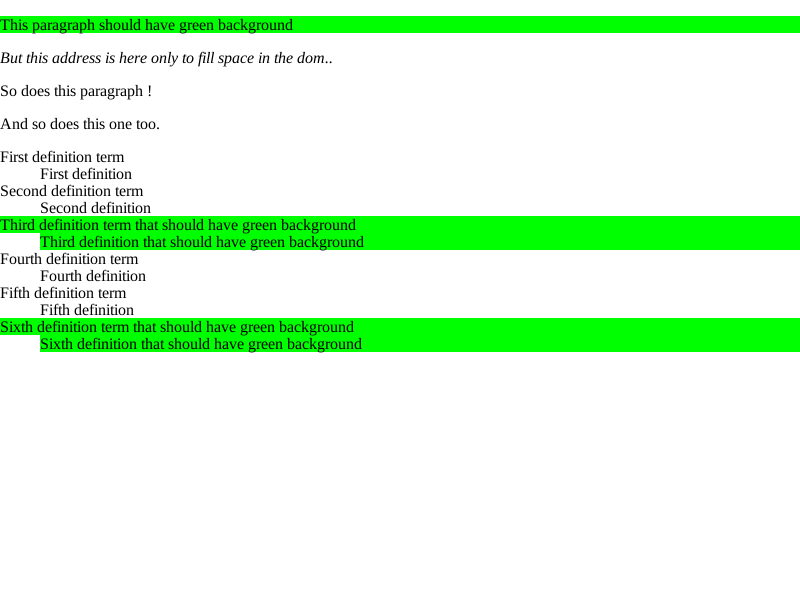 This paragraph should have green background
But this address is here only to fill space in the dom..
So does this paragraph !
And so does this one too.
First definition term
First definition
Second definition term
Second definition
Third definition term that should have green background
Third definition that should have green background
Fourth definition term
Fourth definition
Fifth definition term
Fifth definition
Sixth definition term that should have green background
Sixth definition that should have green background